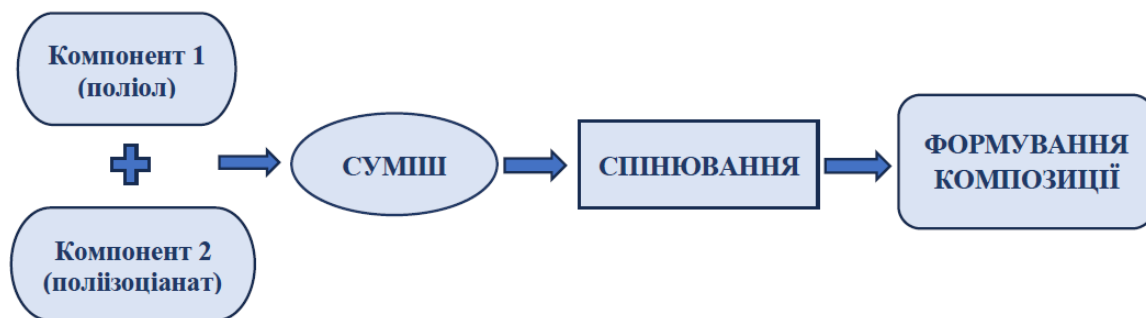 Компонент 1
(поліол)
Компонент 2
(поліізоціанат)
СУМІШ
СПІНЮВАННЯ
ФОРМУВАННЯ
КОМПОЗИЦІЇ